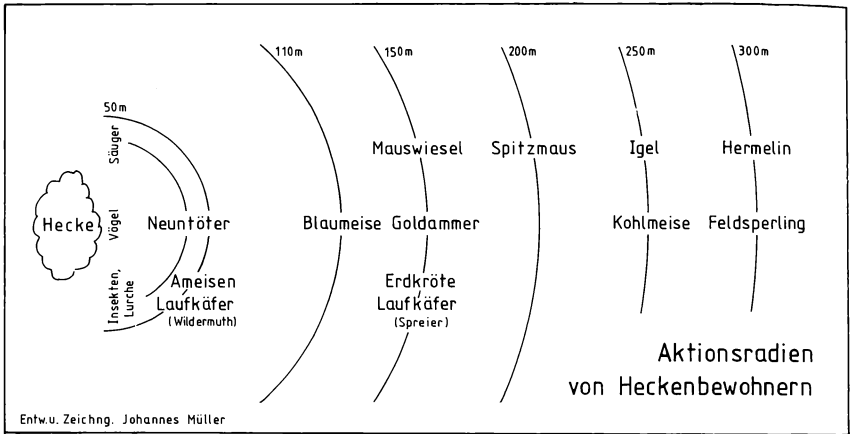 110m 150m 200m 250m 300m
50m
Säuger
Mauswiesel Spitzmaus Igel Hermelin
Hecke Vögel Neuntöter Blaumeise Goldammer Kohlmeise Feldsperling
Insekten,
Lurche
Ameisen Erdkröte
Laufkäfer Laufkäfer
(Wildermuth) (Spreier)
Aktionsradien
von Heckenbewohnern
Entw.u. Zeichng. Johannes Müller